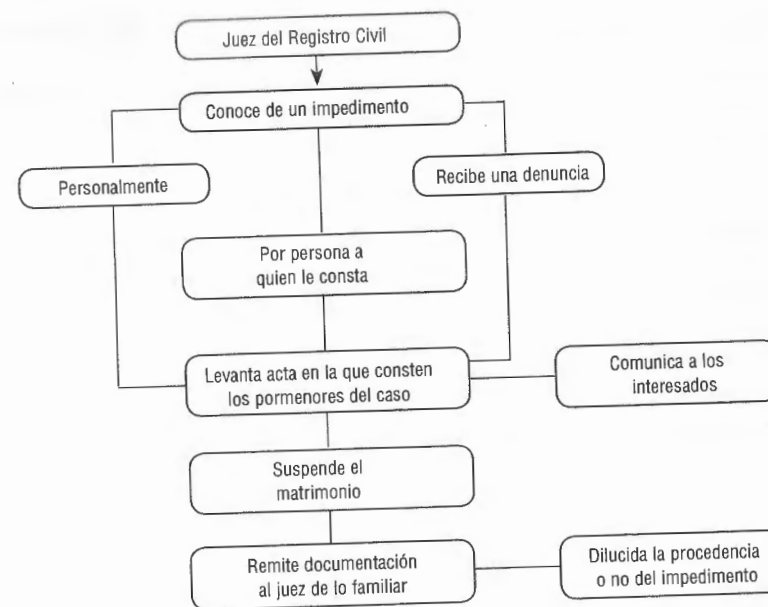 Juez del Registro Civil
Conoce de un impedimento
Personalmente
Recibe una denuncia
Por persona a
quien le consta
Levanta acta en la que consten
los pormenores del caso
Comunica a los
interesados
Suspende el
matrimonio
Remite documentación
al juez de lo familiar
Dilucida la procedencia
o no del impedimento